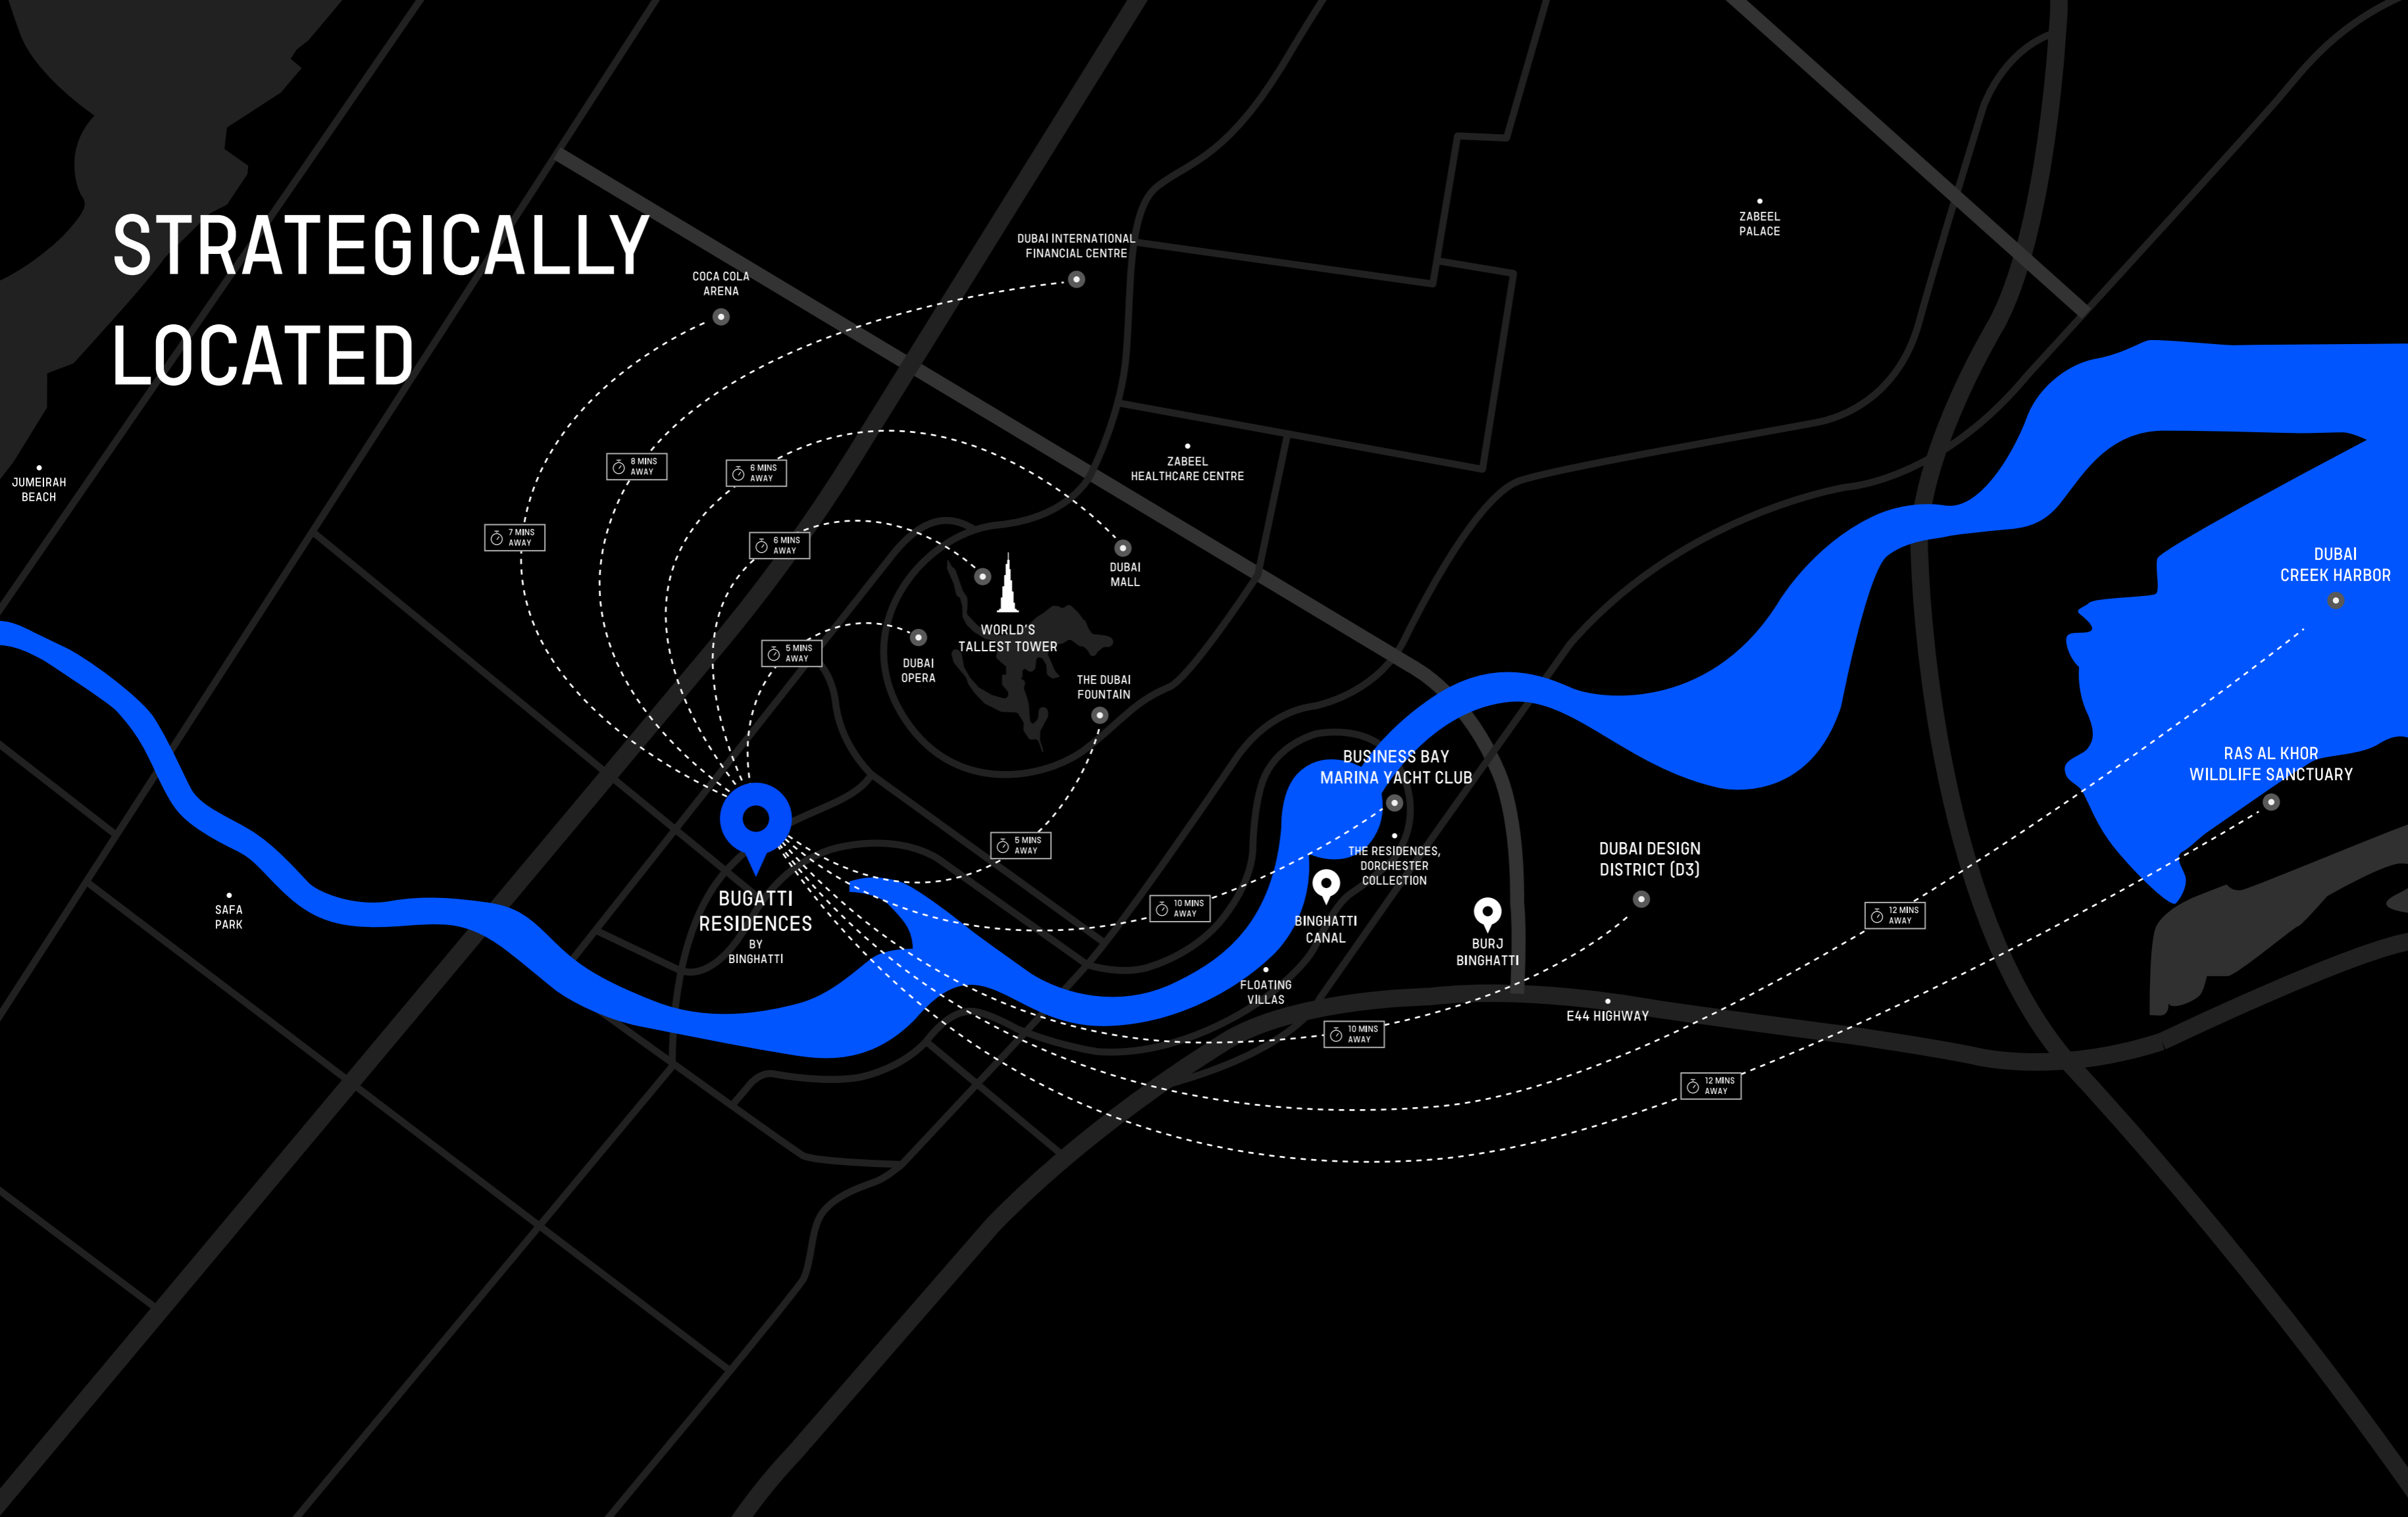 STRATEGICALLY
LOCATED
ZABEEL
PALACE
DUBAI INTERNATIONAL
FINANCIAL CENTRE
COCA COLA
ARENA
JUMEIRAH
BEACH
8 MINS
AWAY
6 MINS
AWAY
ZABEEL
HEALTHCARE CENTRE
7 MINS
AWAY
6 MINS
AWAY
DUBAI
MALL
DUBAI
CREEK HARBOR
WORLD'S
TALLEST TOWER
5 MINS
AWAY
DUBAI
OPERA
THE DUBAI
FOUNTAIN
BUSINESS BAY
MARINA YACHT CLUB
RAS AL KHOR
WILDLIFE SANCTUARY
5 MINS
AWAY
THE RESIDENCES,
DORCHESTER
COLLECTION
DUBAI DESIGN
DISTRICT (D3)
BUGATTI
RESIDENCES
BY
BINGHATTI
SAFA
PARK
10 MINS
AWAY
BINGHATTI
CANAL
BURJ
BINGHATTI
12 MINS
AWAY
FLOATING
VILLAS
E44 HIGHWAY
10 MINS
AWAY
12 MINS
AWAY